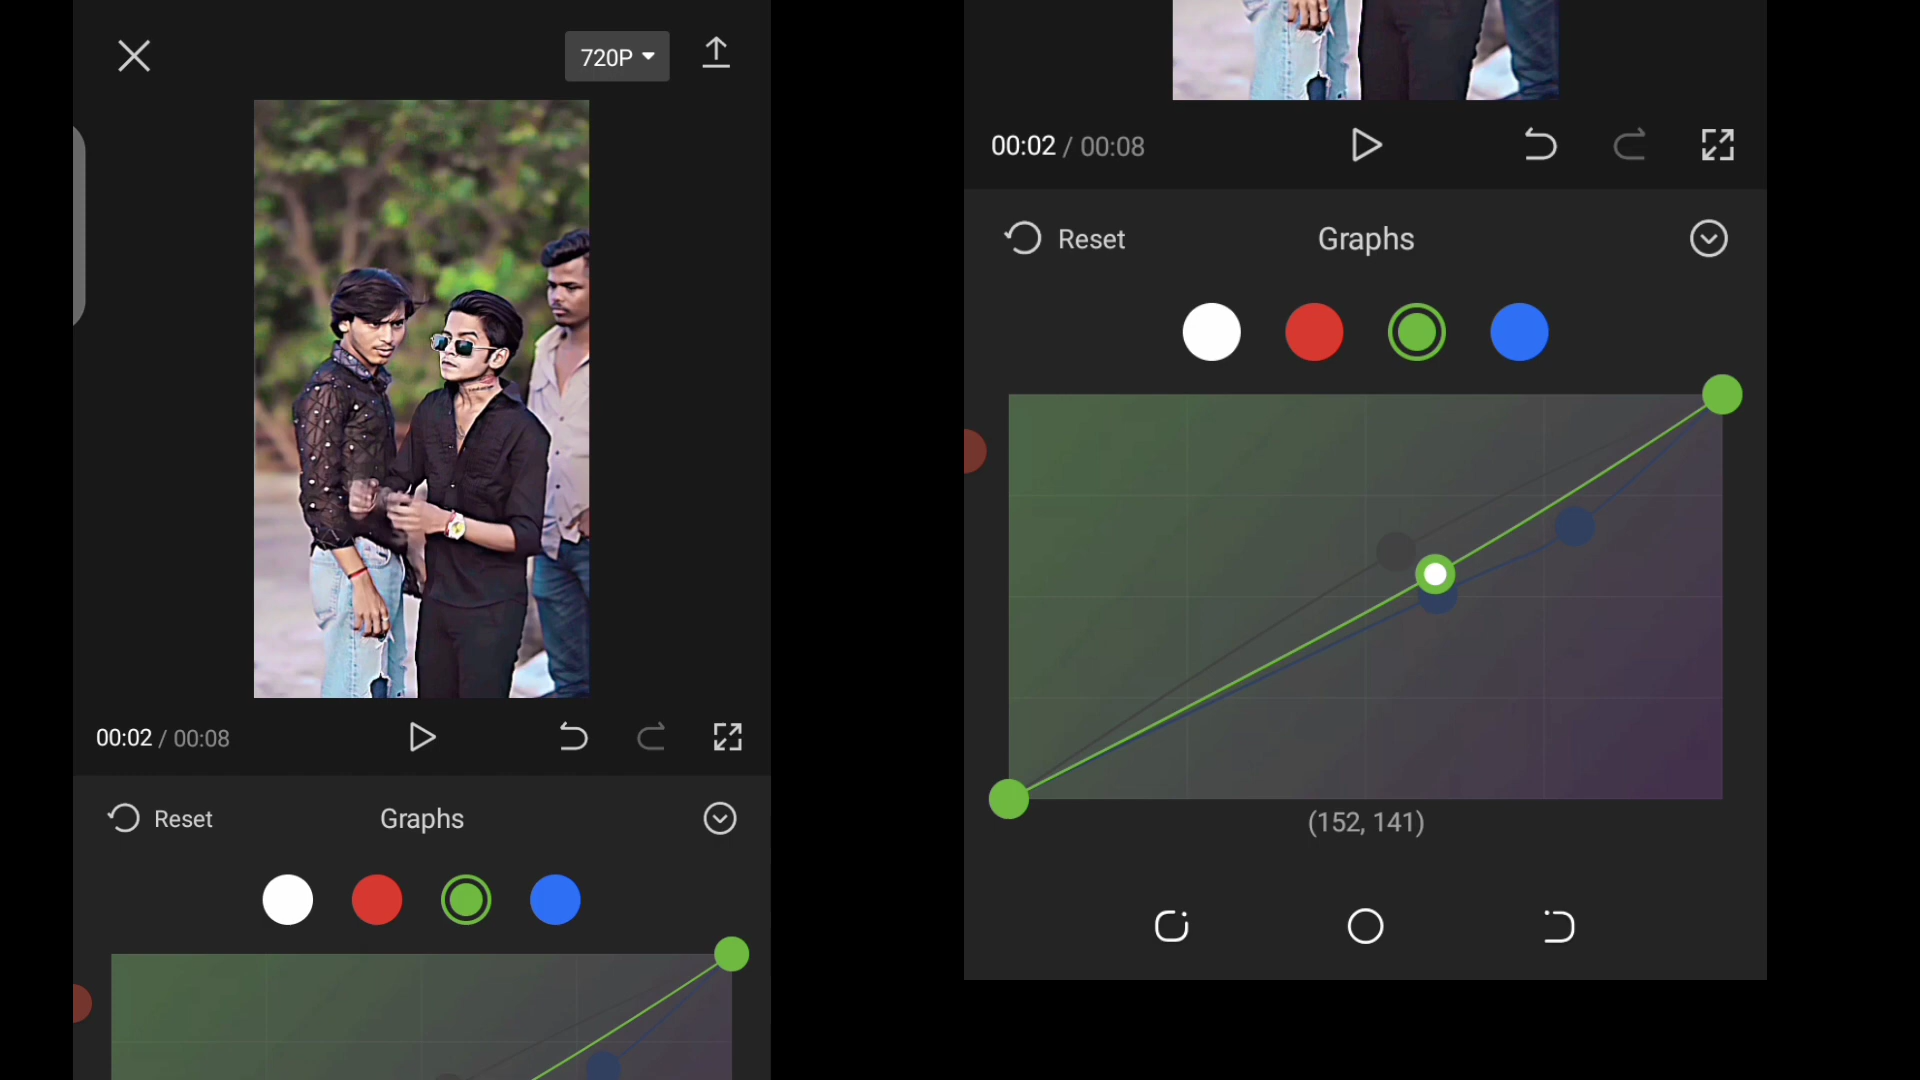 720P
00:02 / 00:08
Reset
Graphs
00:02 / 00:08
Reset
Graphs
(152, 141)